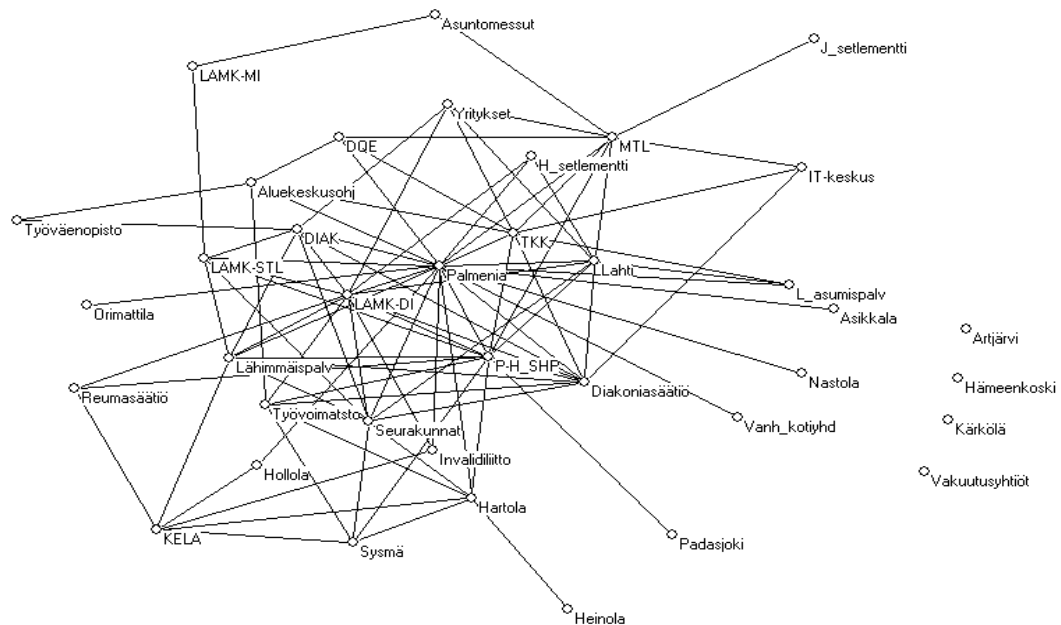 Asuntomessut
J_setlementti
LAMK-MI
Yritykset
DQE
MTL
H_setlementti
IT-keskus
Aluekeskusohj
Työväenopisto
DIAK
TKK
LAMK-STL
Palmenia
Lahti
L_asumispalv
Orimattila
LAMK-DI
Asikkala
Artjärvi
Lähimmäispalv
P-H_SHP
Reumasäätiö
Diakoniasäätiö
Nastola
Hämeenkoski
Työvoimatsto
Seurakunnat
Vanh_kotiyhd
Kärkölä
Invalidiliitto
Hollola
Vakuutusyhtiöt
Hartola
KELA
Sysmä
Padasjoki
Heinola